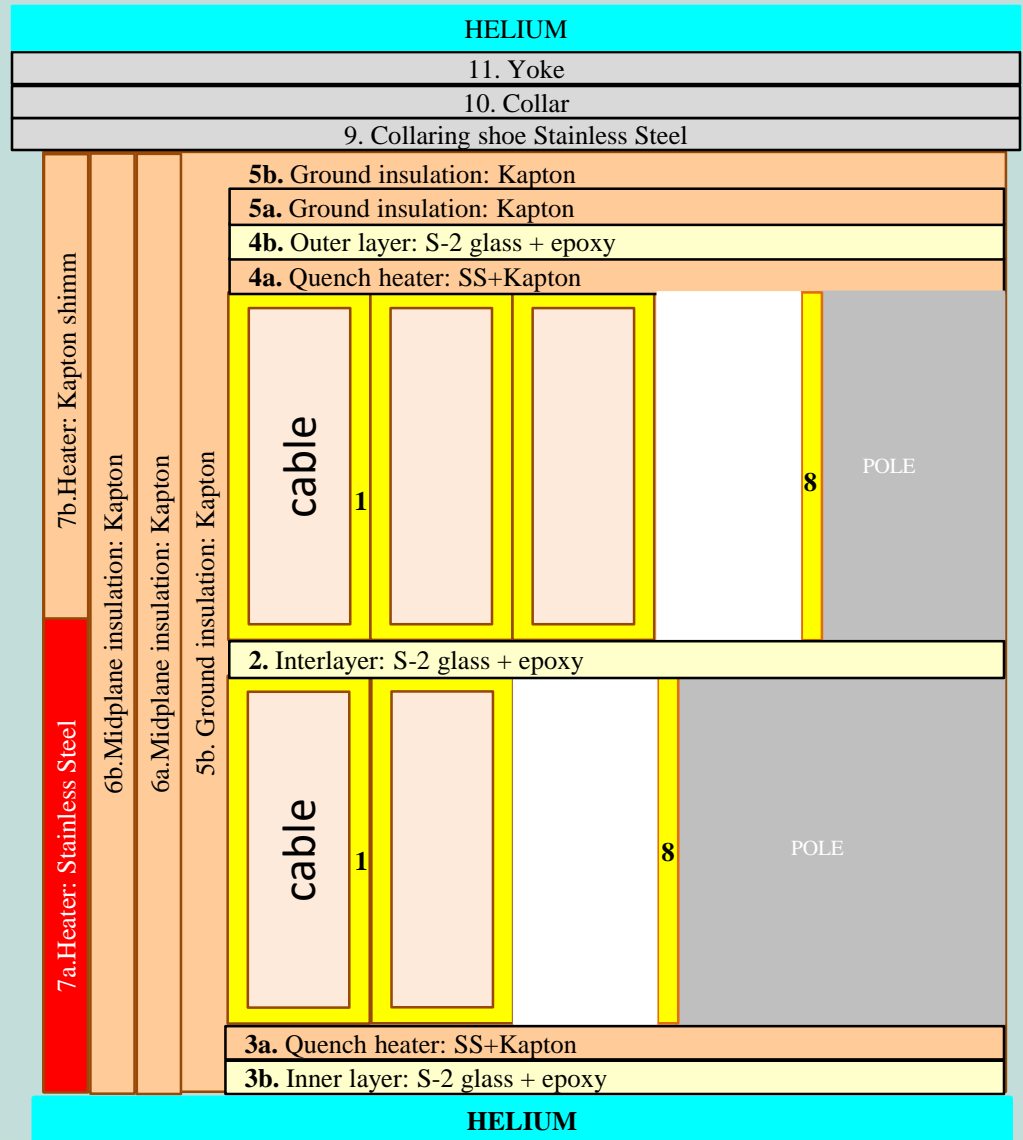 HELIUM
11. Yoke
10. Collar
9. Collaring shoe Stainless Steel
5b. Ground insulation: Kapton
5a. Ground insulation: Kapton
4b. Outer layer: S-2 glass + epoxy
4a. Quench heater: SS+Kapton
7b.Heater: Kapton shimm
7a.Heater: Stainless Steel
6b.Midplane insulation: Kapton
6a.Midplane insulation: Kapton
5b. Ground insulation: Kapton
cable
1
8
POLE
2. Interlayer: S-2 glass + epoxy
cable
1
8
POLE
3a. Quench heater: SS+Kapton
3b. Inner layer: S-2 glass + epoxy
HELIUM